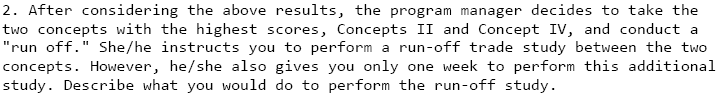 2. After considering the above results, the program manager decides to take the
two concepts with the highest scores, Concepts II and Concept IV, and conduct a
"run off." She/he instructs you to perform a run-off trade study between the two
concepts. However, he/she also gives you only one week to perform this additional
study. Describe what you would do to perform the run-off study.